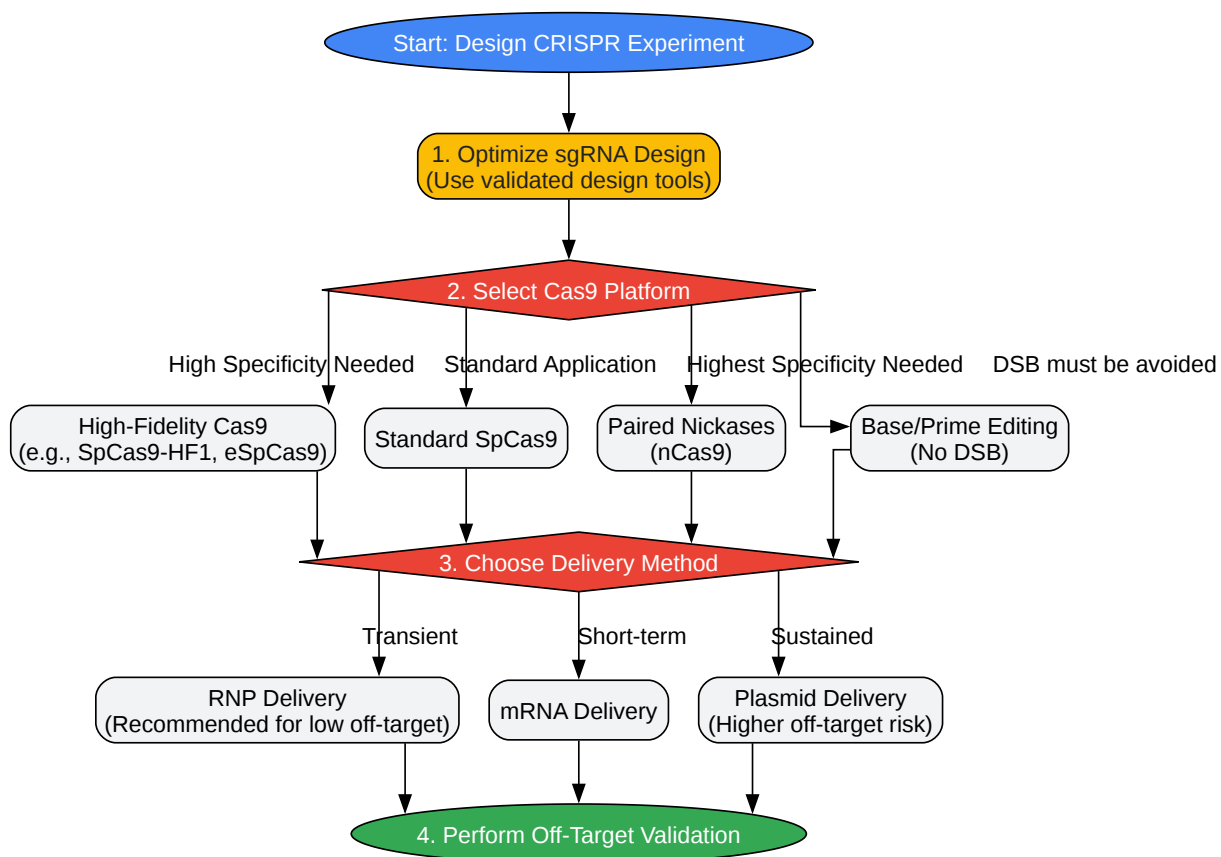 Start: Design CRISPR Experiment
1. Optimize sgRNA Design
(Use validated design tools)
2. Select Cas9 Platform
High Specificity Needed
Standard Application
Highest Specificity Needed
DSB must be avoided
High-Fidelity Cas9
(e.g., SpCas9-HF1, eSpCas9)
Standard SpCas9
Paired Nickases
(nCas9)
Base/Prime Editing
(No DSB)
3. Choose Delivery Method
Transient
Short-term
Sustained
RNP Delivery
(Recommended for low off-target)
mRNA Delivery
Plasmid Delivery
(Higher off-target risk)
4. Perform Off-Target Validation